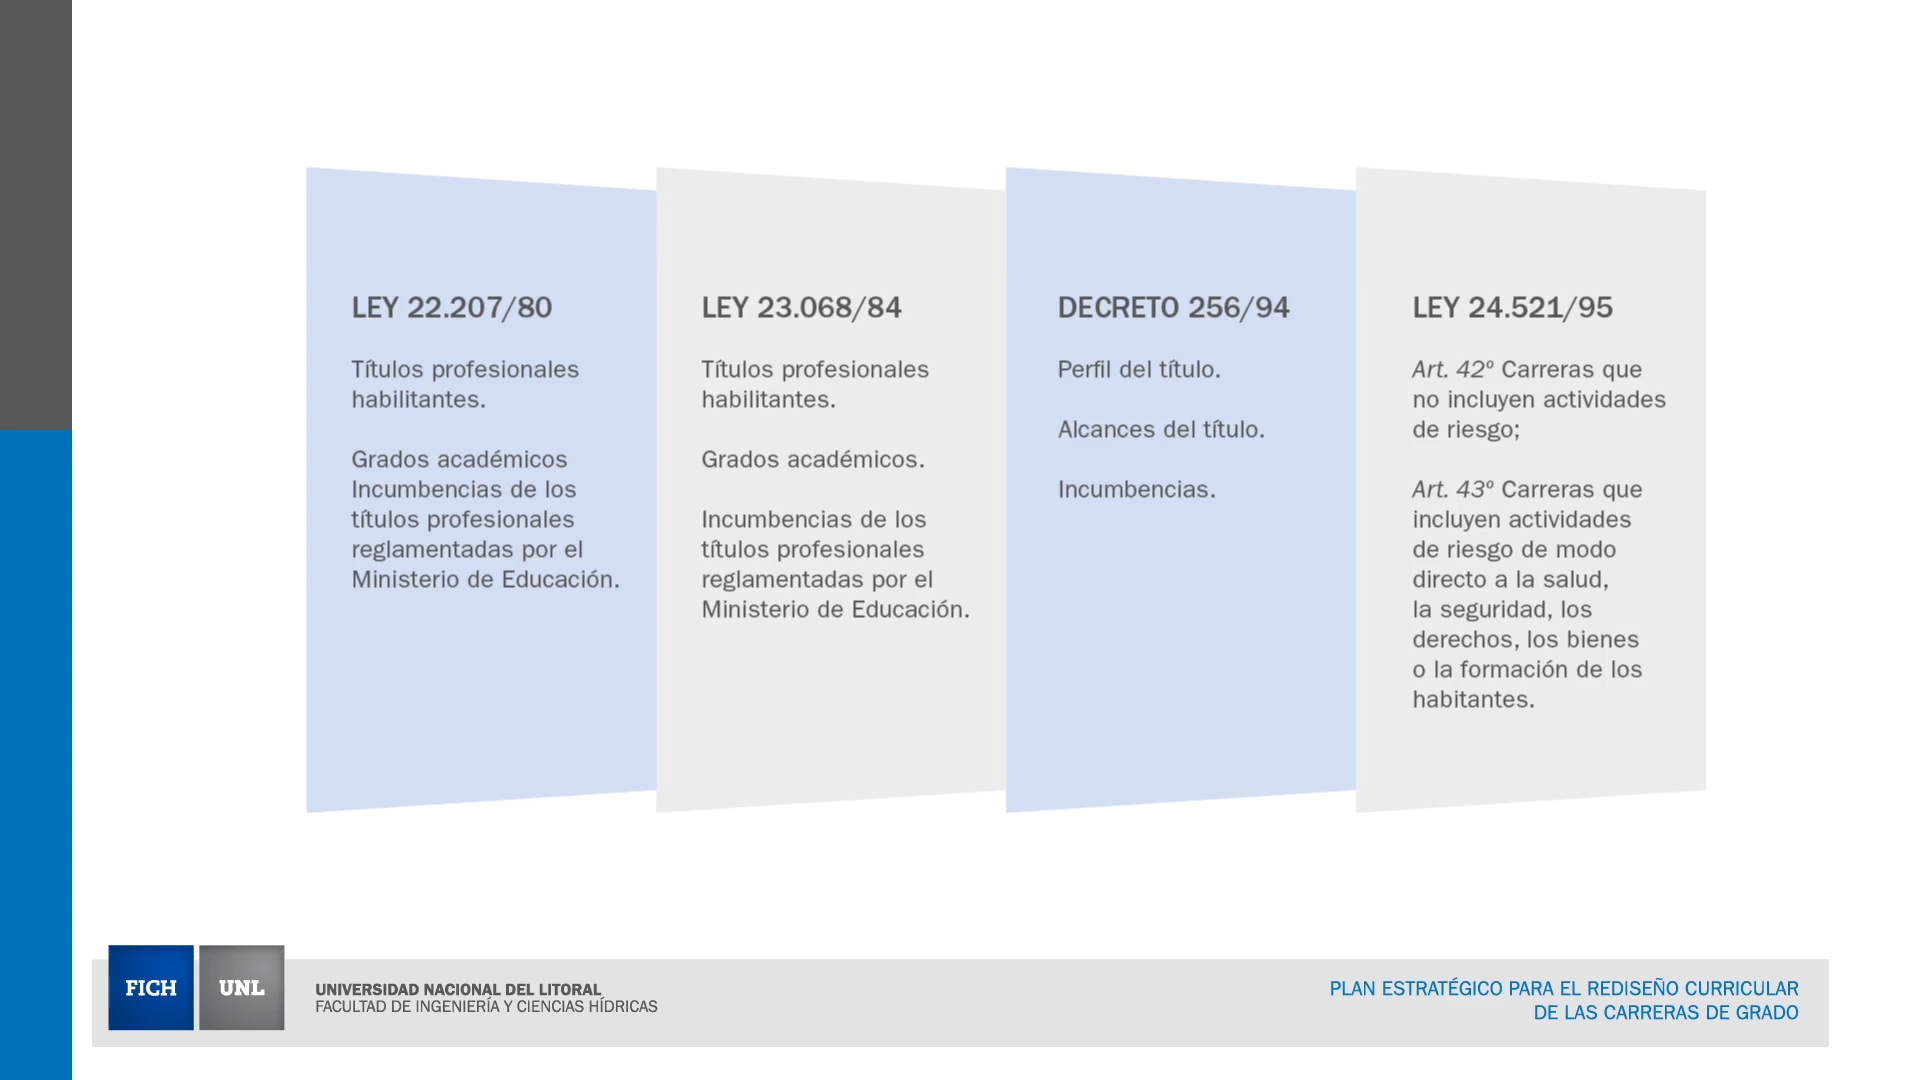 LEY 22.207/80
Títulos profesionales
habilitantes.
Grados académicos
Incumbencias de los
títulos profesionales
reglamentadas por el
Ministerio de Educación.
LEY 23.068/84
Títulos profesionales
habilitantes.
Grados académicos.
Incumbencias de los
títulos profesionales
reglamentadas por el
Ministerio de Educación.
DECRETO 256/94
Perfil del título.
Alcances del título.
Incumbencias.
LEY 24.521/95
Art. 42º Carreras que
no incluyen actividades
de riesgo;
Art. 43º Carreras que
incluyen actividades
de riesgo de modo
directo a la salud,
la seguridad, los
derechos, los bienes
o la formación de los
habitantes.
FICH
UNL
UNIVERSIDAD NACIONAL DEL LITORAL
FACULTAD DE INGENIERÍA Y CIENCIAS HÍDRICAS
PLAN ESTRATÉGICO PARA EL REDISEÑO CURRICULAR
DE LAS CARRERAS DE GRADO